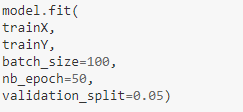 model.fit(
trainX,
trainY,
batch_size=100,
nb_epoch=50,
validation_split=0.05)